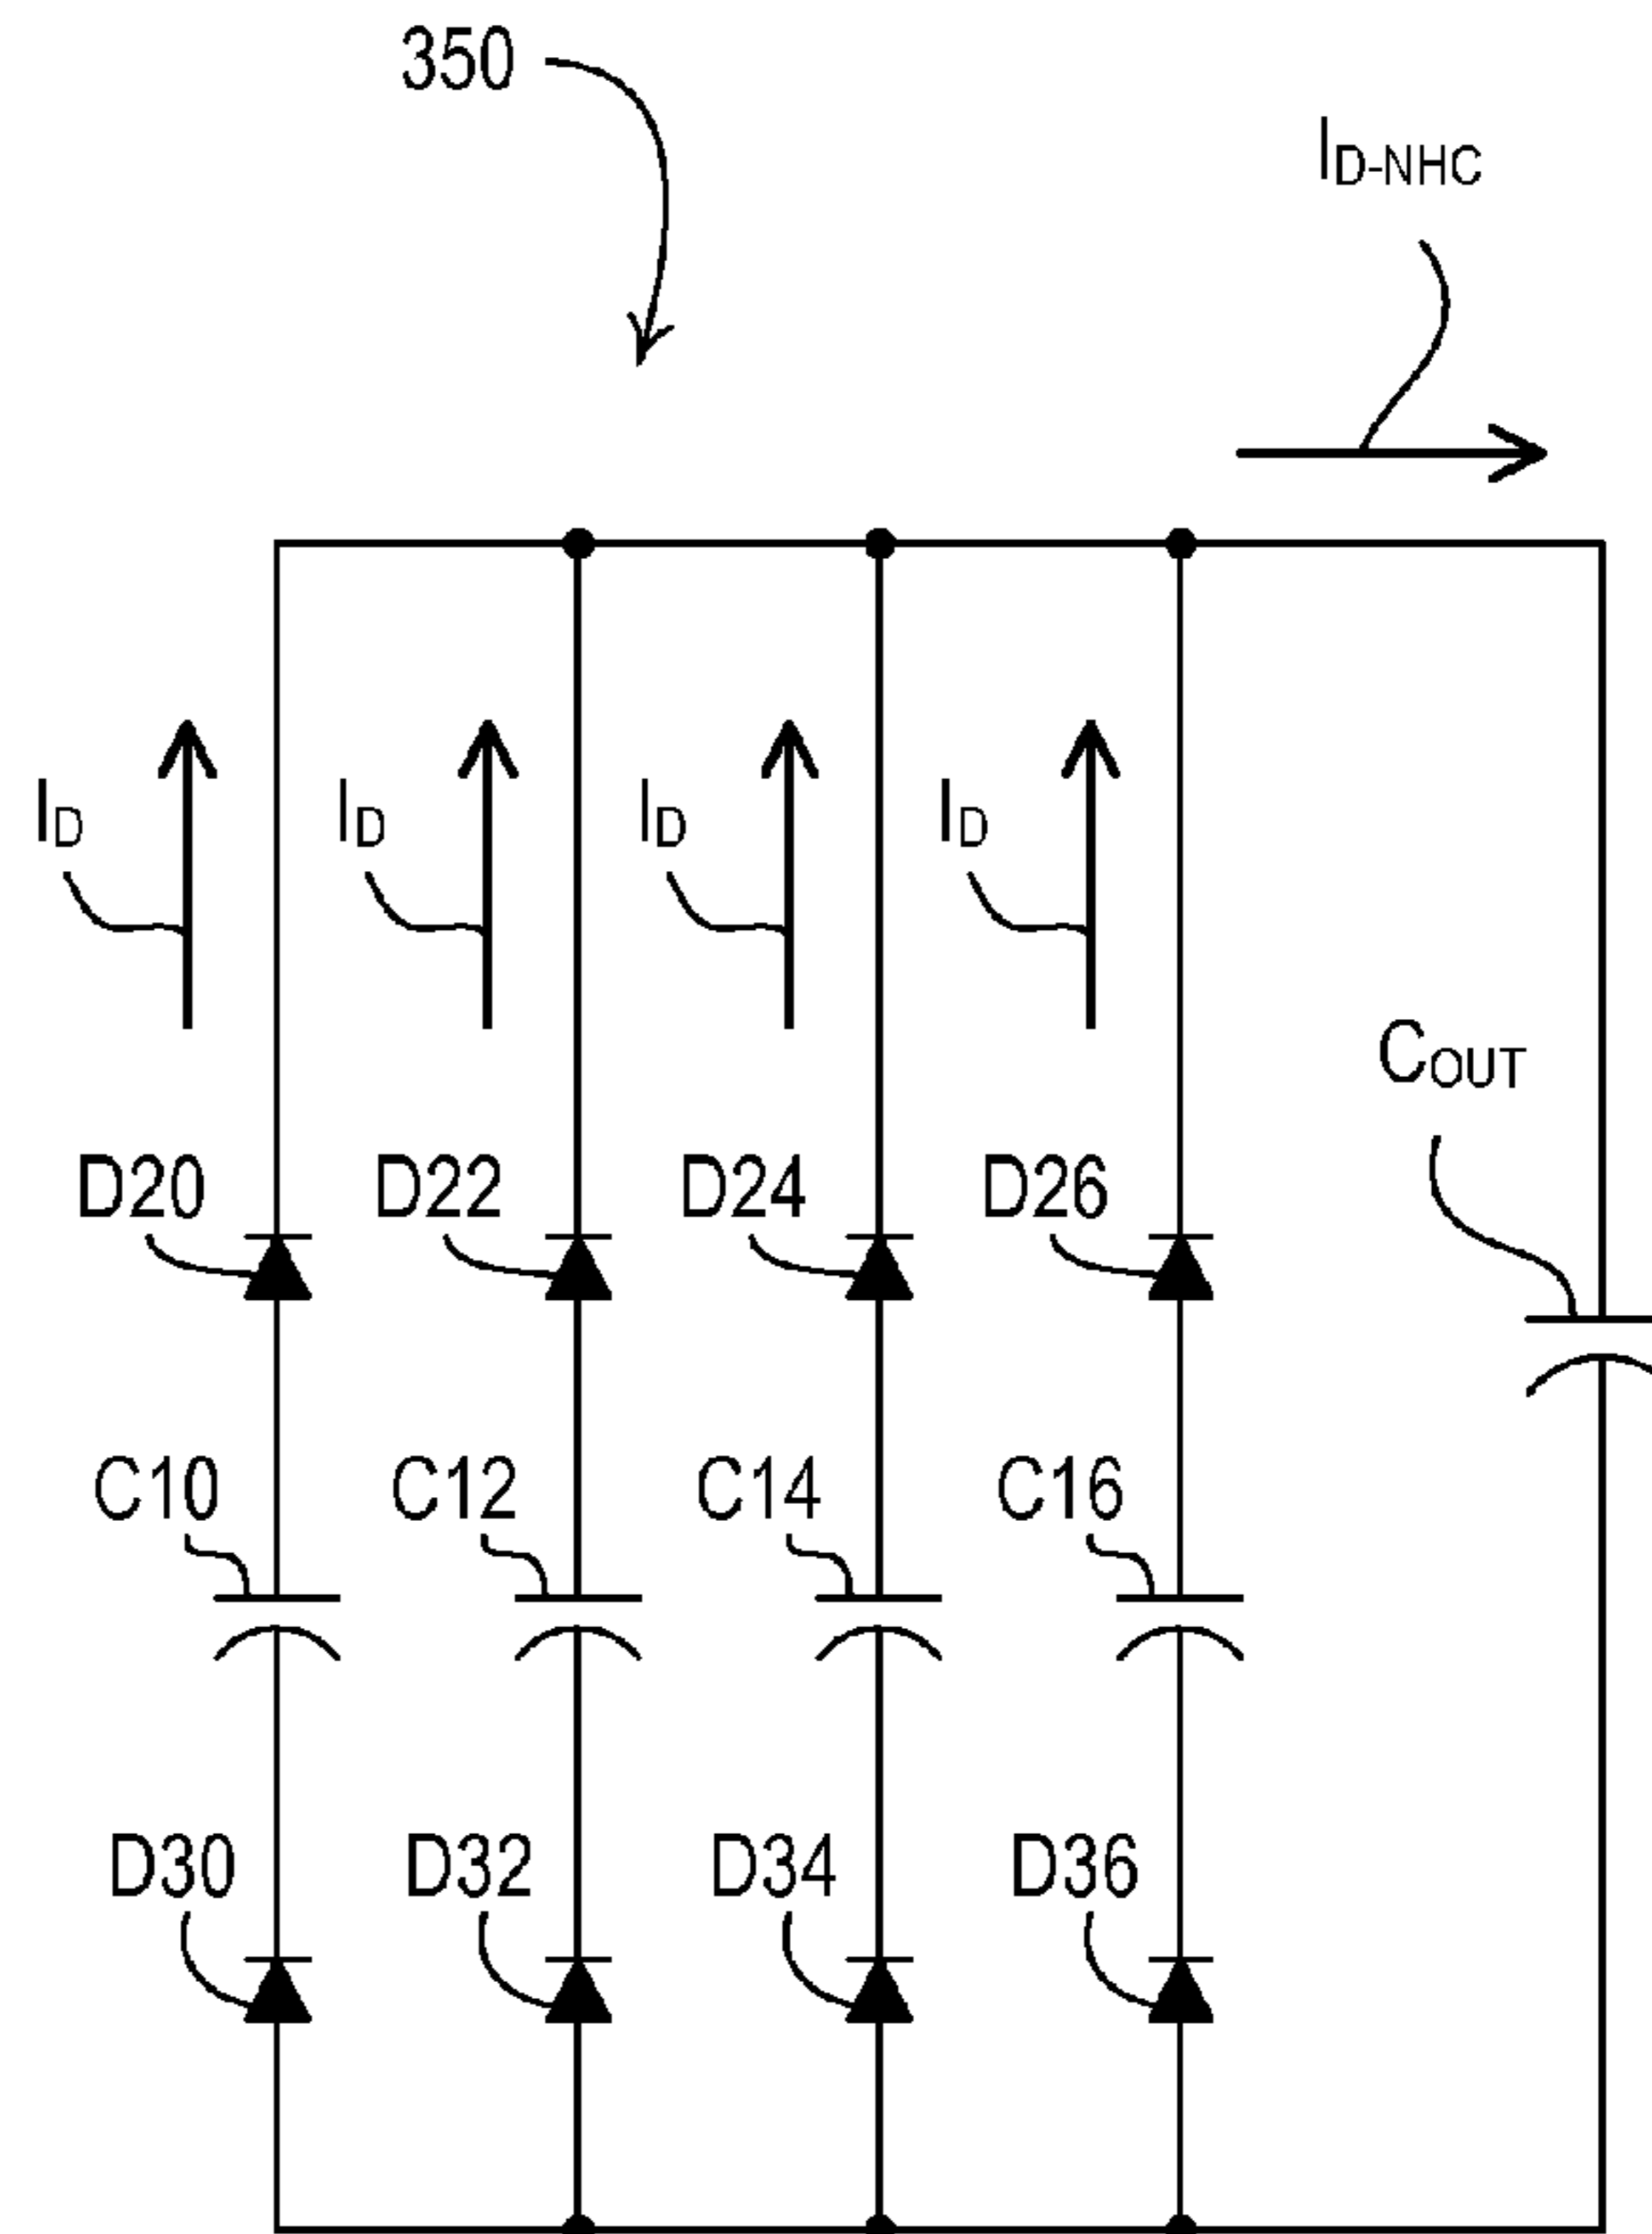 350
ID-NHC
ID ID ID ID
COUT
D20 D22 D24 D26
C10 C12 C14 C16
D30 D32 D34 D36